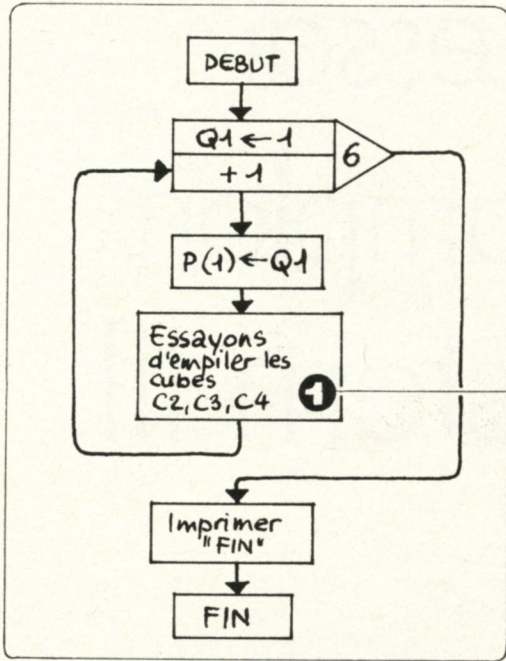 DEBUT
Q1 ← 1
+1
6
P(1) ← Q1
Essayons
d'empiler les
cubes
C2, C3, C4
1
Imprimer
"FIN"
FIN